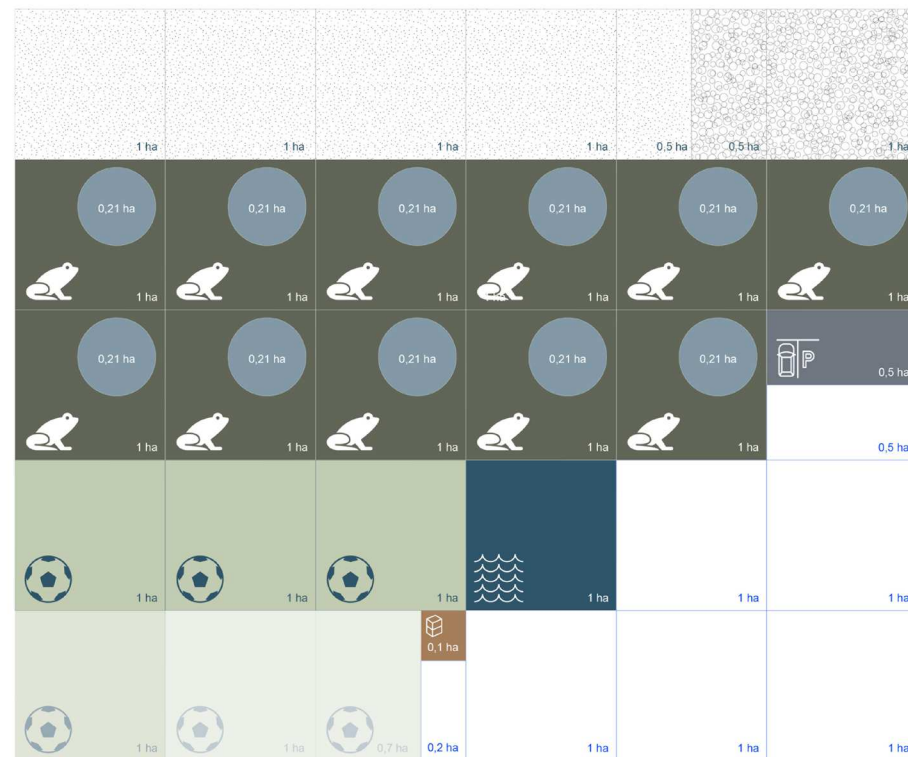 1 ha 1 ha 1 ha 1 ha 0,5 ha 0,5 ha 1 ha
0,21 ha 0,21 ha 0,21 ha 0,21 ha 0,21 ha 0,21 ha
1 ha 1 ha 1 ha 1 ha 1 ha 1 ha
0,21 ha 0,21 ha 0,21 ha 0,21 ha 0,21 ha
P
0,5 ha
1 ha 1 ha 1 ha 1 ha 1 ha 0,5 ha
1 ha 1 ha 1 ha 1 ha 1 ha 1 ha
0,1 ha
1 ha 1 ha 0,7 ha 0,2 ha 1 ha 1 ha 1 ha